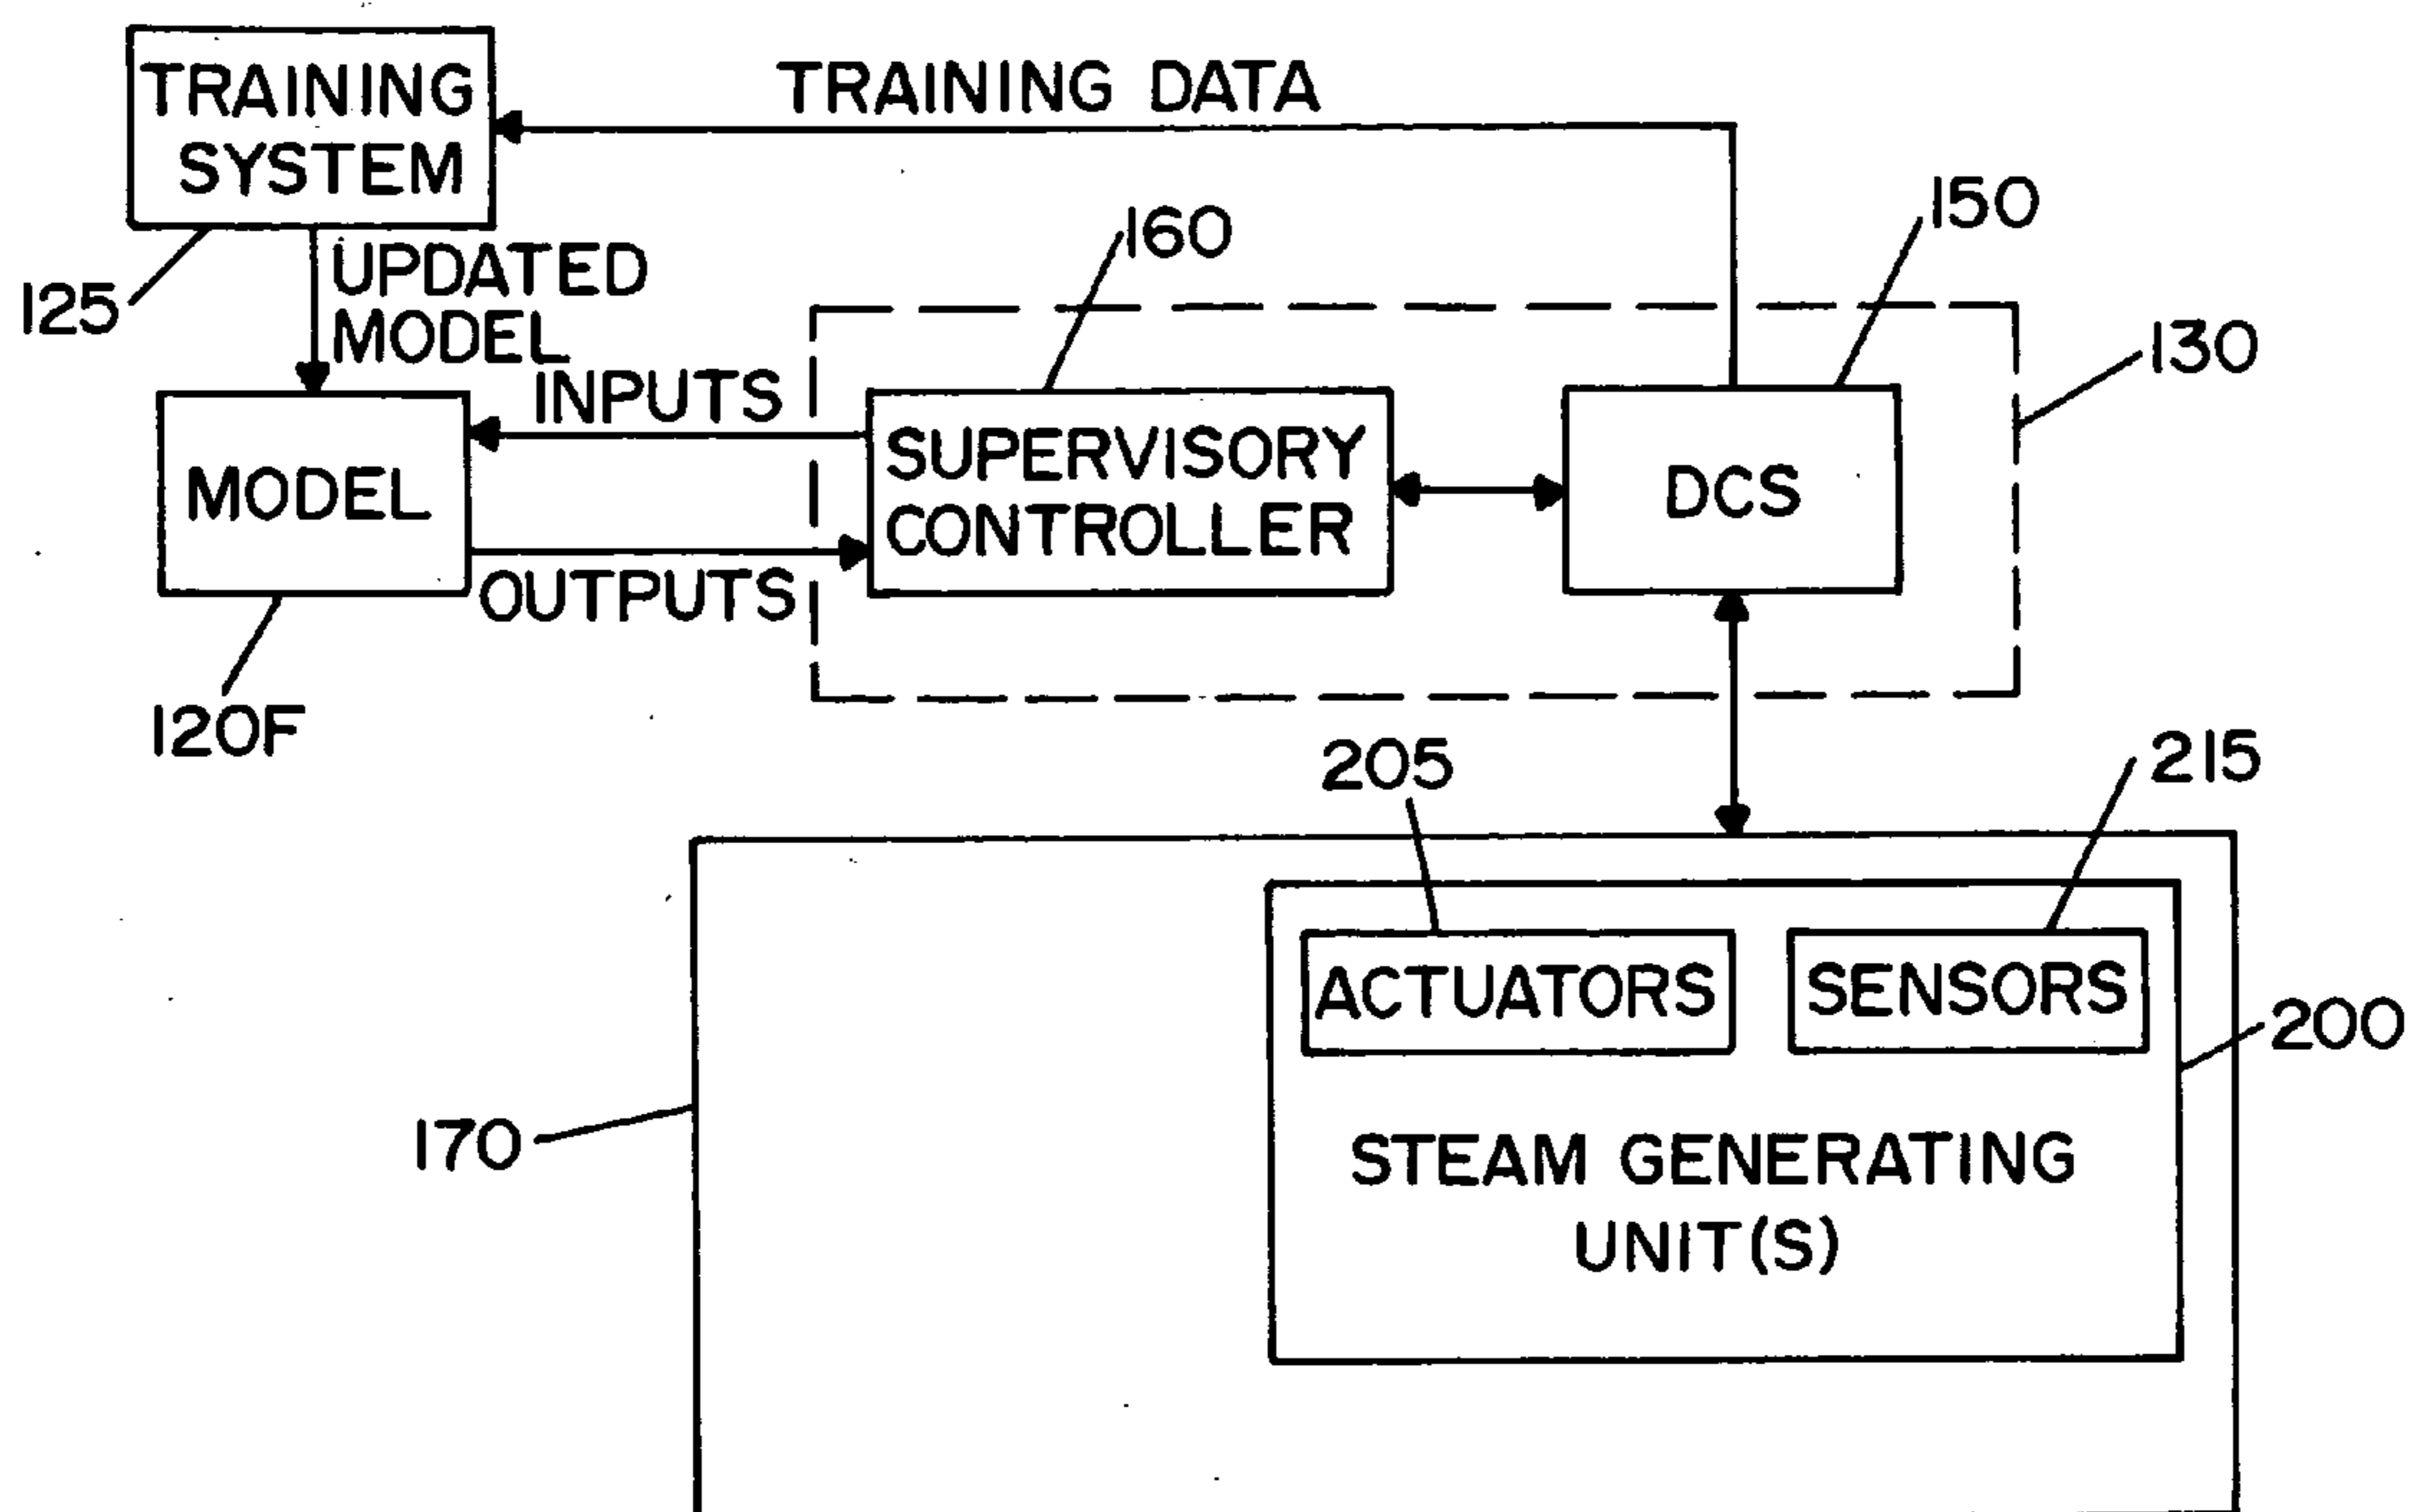 TRAINING
SYSTEM
TRAINING DATA
150
160
UPDATED
MODEL
125
130
INPUTS
SUPERVISORY
CONTROLLER
MODEL
DCS
OUTPUTS
120F
205
215
ACTUATORS
SENSORS
200
170
STEAM GENERATING
UNIT(S)